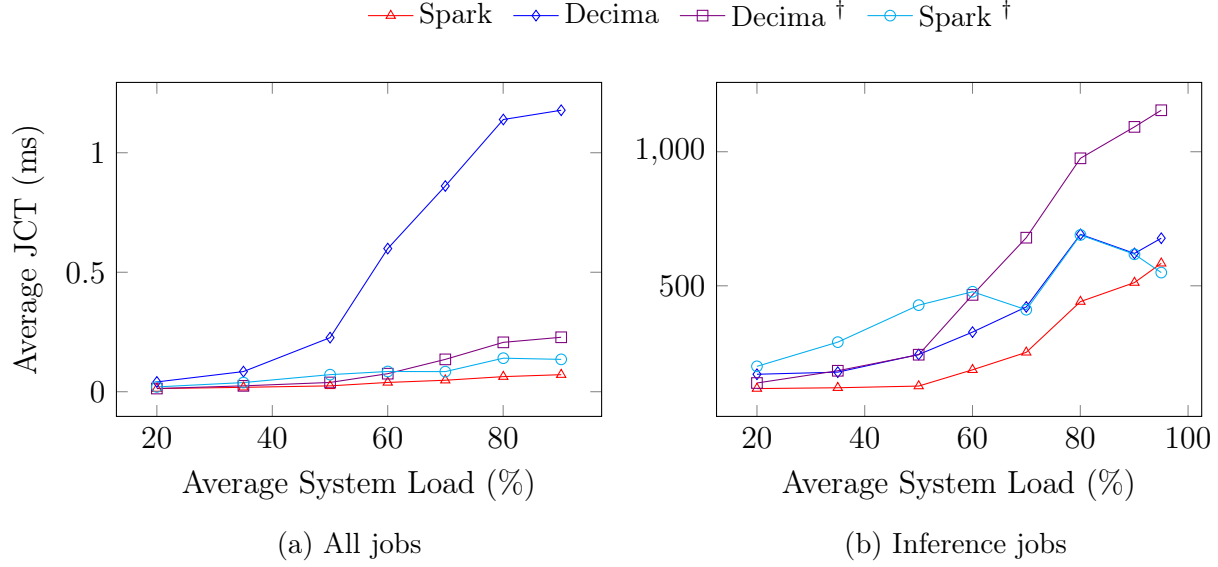 Spark Decima Decima † Spark †
Average JCT (ms)
1
0.5
0
20 40 60 80
Average System Load (%)
(a) All jobs
1,000
500
20 40 60 80 100
Average System Load (%)
(b) Inference jobs